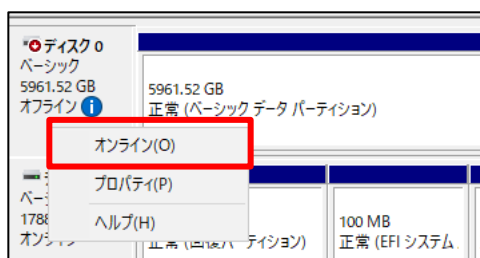 ディスク 0
ベーシック
5961.52 GB
オフライン
5961.52 GB
正常 (ベーシック データ パーティション)
オンライン(O)
プロパティ(P)
ヘルプ(H)
100 MB
正常 (EFI システム